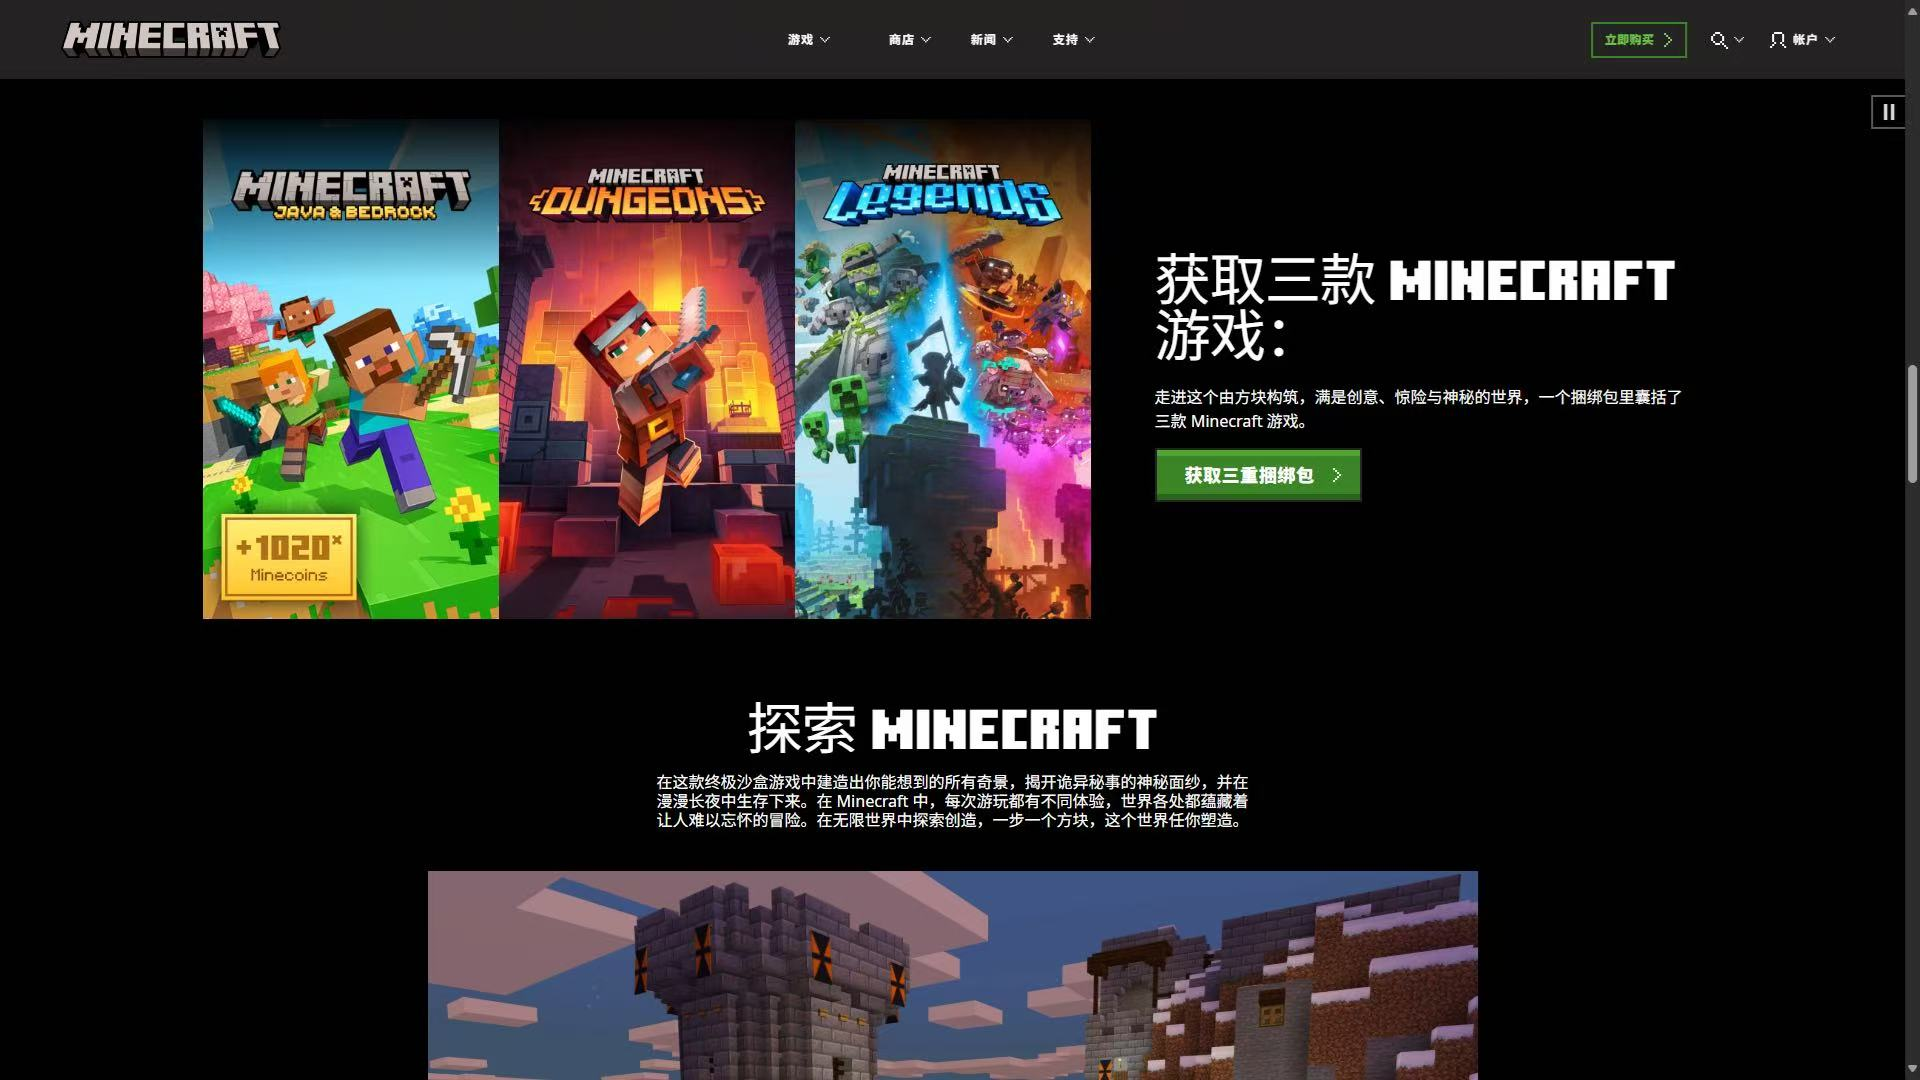 MINECRAFT
游戏
商店
新闻
支持
立即购买
帐户
MINECRAFT
JAVA & BEDROCK
+1020×
Minecoins
MINECRAFT
DUNGEONS
MINECRAFT
Legends
获取三款 MINECRAFT
游戏：
走进这个由方块构筑，满是创意、惊险与神秘的世界，一个捆绑包里囊括了
三款 Minecraft 游戏。
获取三重捆绑包
探索 MINECRAFT
在这款终极沙盒游戏中建造出你能想到的所有奇景，揭开诡异秘事的神秘面纱，并在
漫漫长夜中生存下来。在 Minecraft 中，每次游玩都有不同体验，世界各处都蕴藏着
让人难以忘怀的冒险。在无限世界中探索创造，一步一个方块，这个世界任你塑造。